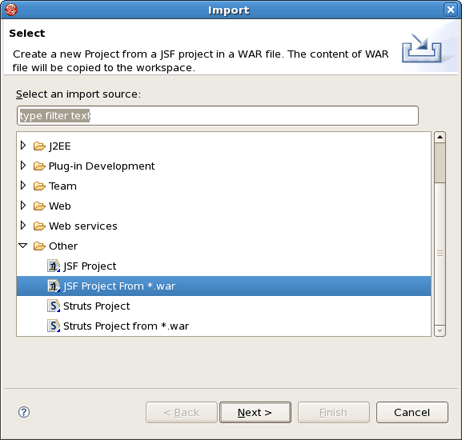 Import
Select
Create a new Project from a JSF project in a WAR file. The content of WAR
file will be copied to the workspace.
Select an import source:
type filter text
J2EE
Plug-in Development
Team
Web
Web services
Other
JSF Project
JSF Project From *.war
Struts Project
Struts Project from *.war
? < Back Next > Finish Cancel